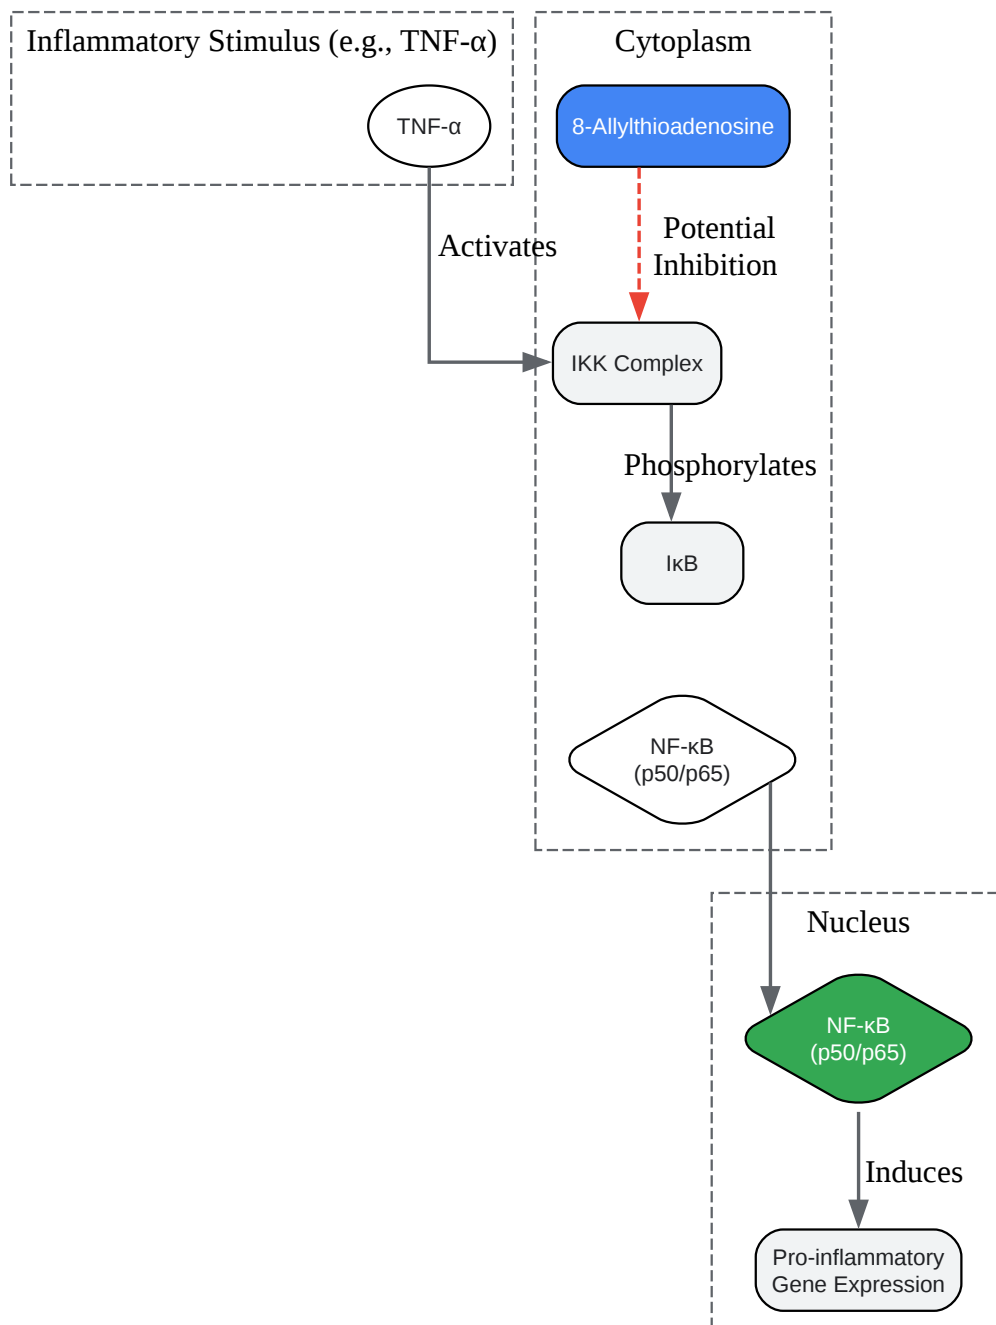 Inflammatory Stimulus (e.g., TNF-α)
Cytoplasm
TNF-α
8-Allylthioadenosine
Activates
Potential
Inhibition
IKK Complex
Phosphorylates
IκB
NF-κB
(p50/p65)
Nucleus
NF-κB
(p50/p65)
Induces
Pro-inflammatory
Gene Expression